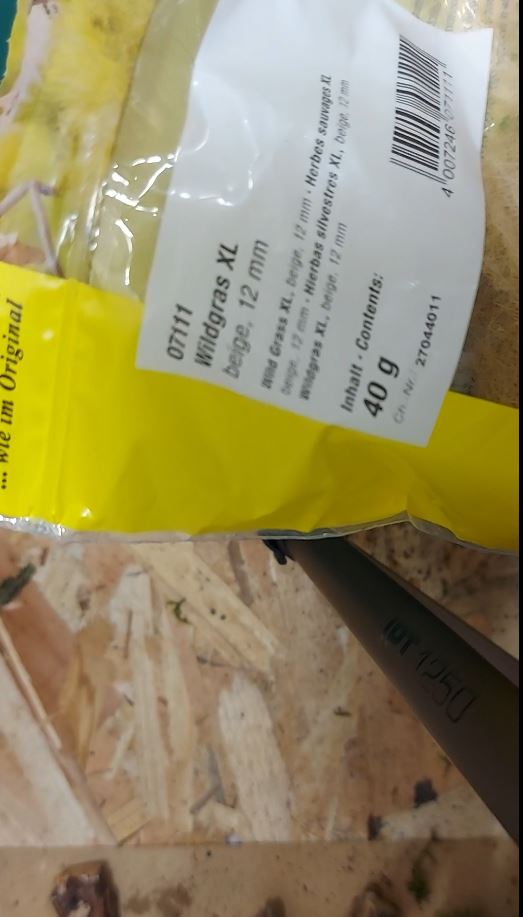 07111
Wildgras XL
beige, 12 mm
Wild Grass XL, beige, 12 mm · Herbes sauvages XL
beige, 12 mm · Hierbas silvestres XL, beige, 12 mm
Wildgras XL, beige, 12 mm
Inhalt - Contents:
40 g
Ch.-Nr.: 27044011
4 007246 071111
... wie im Original
1250